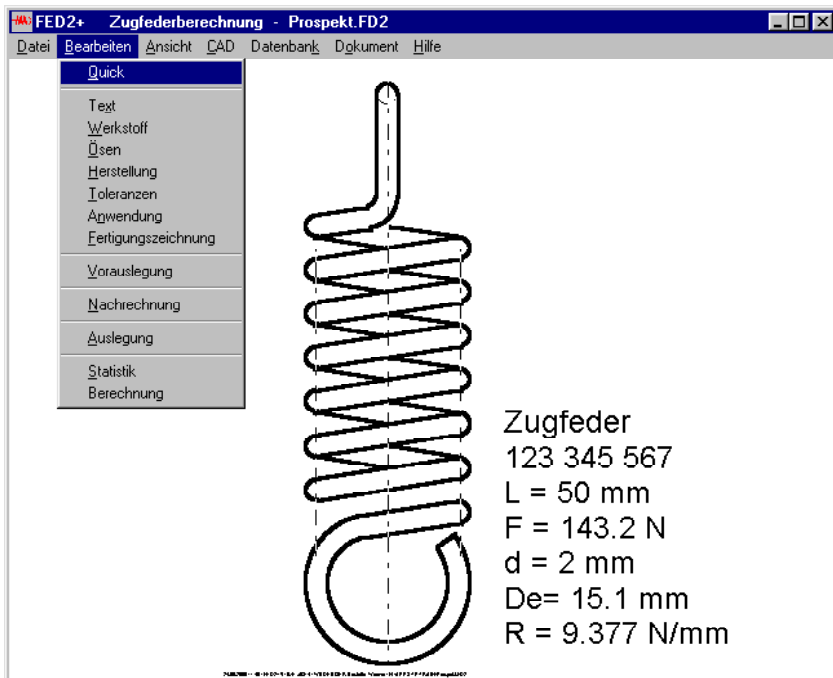 FED2+ Zugfederberechnung - Prospekt.FD2
Datei Bearbeiten Ansicht CAD Datenbank Dokument Hilfe
Quick
Text
Werkstoff
Ösen
Herstellung
Toleranzen
Anwendung
Fertigungszeichnung
Vorauslegung
Nachrechnung
Auslegung
Statistik
Berechnung
Zugfeder
123 345 567
L = 50 mm
F = 143.2 N
d = 2 mm
De= 15.1 mm
R = 9.377 N/mm